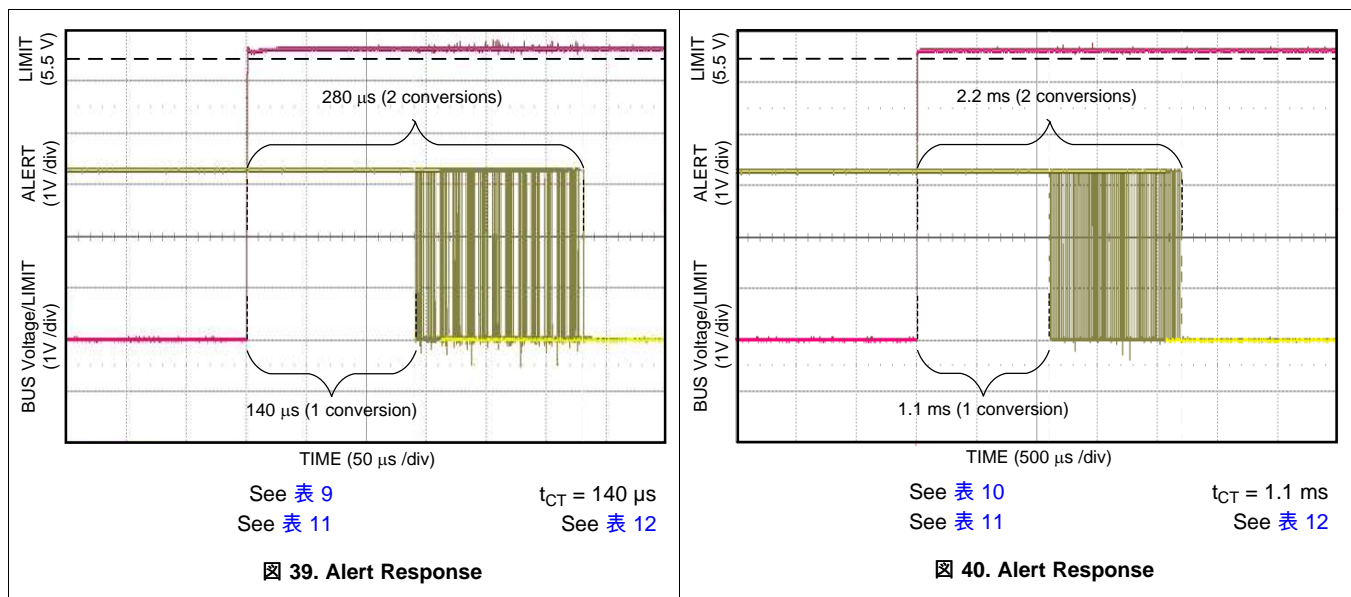 LIMIT
(5.5 V)
ALERT
(1V /div)
BUS Voltage/LIMIT
(1V /div)
280 µs (2 conversions)
140 µs (1 conversion)
TIME (50 µs /div)
See 表 9
t_CT = 140 µs
See 表 11
See 表 12
図 39. Alert Response
LIMIT
(5.5 V)
ALERT
(1V /div)
BUS Voltage/LIMIT
(1V /div)
2.2 ms (2 conversions)
1.1 ms (1 conversion)
TIME (500 µs /div)
See 表 10
t_CT = 1.1 ms
See 表 11
See 表 12
図 40. Alert Response